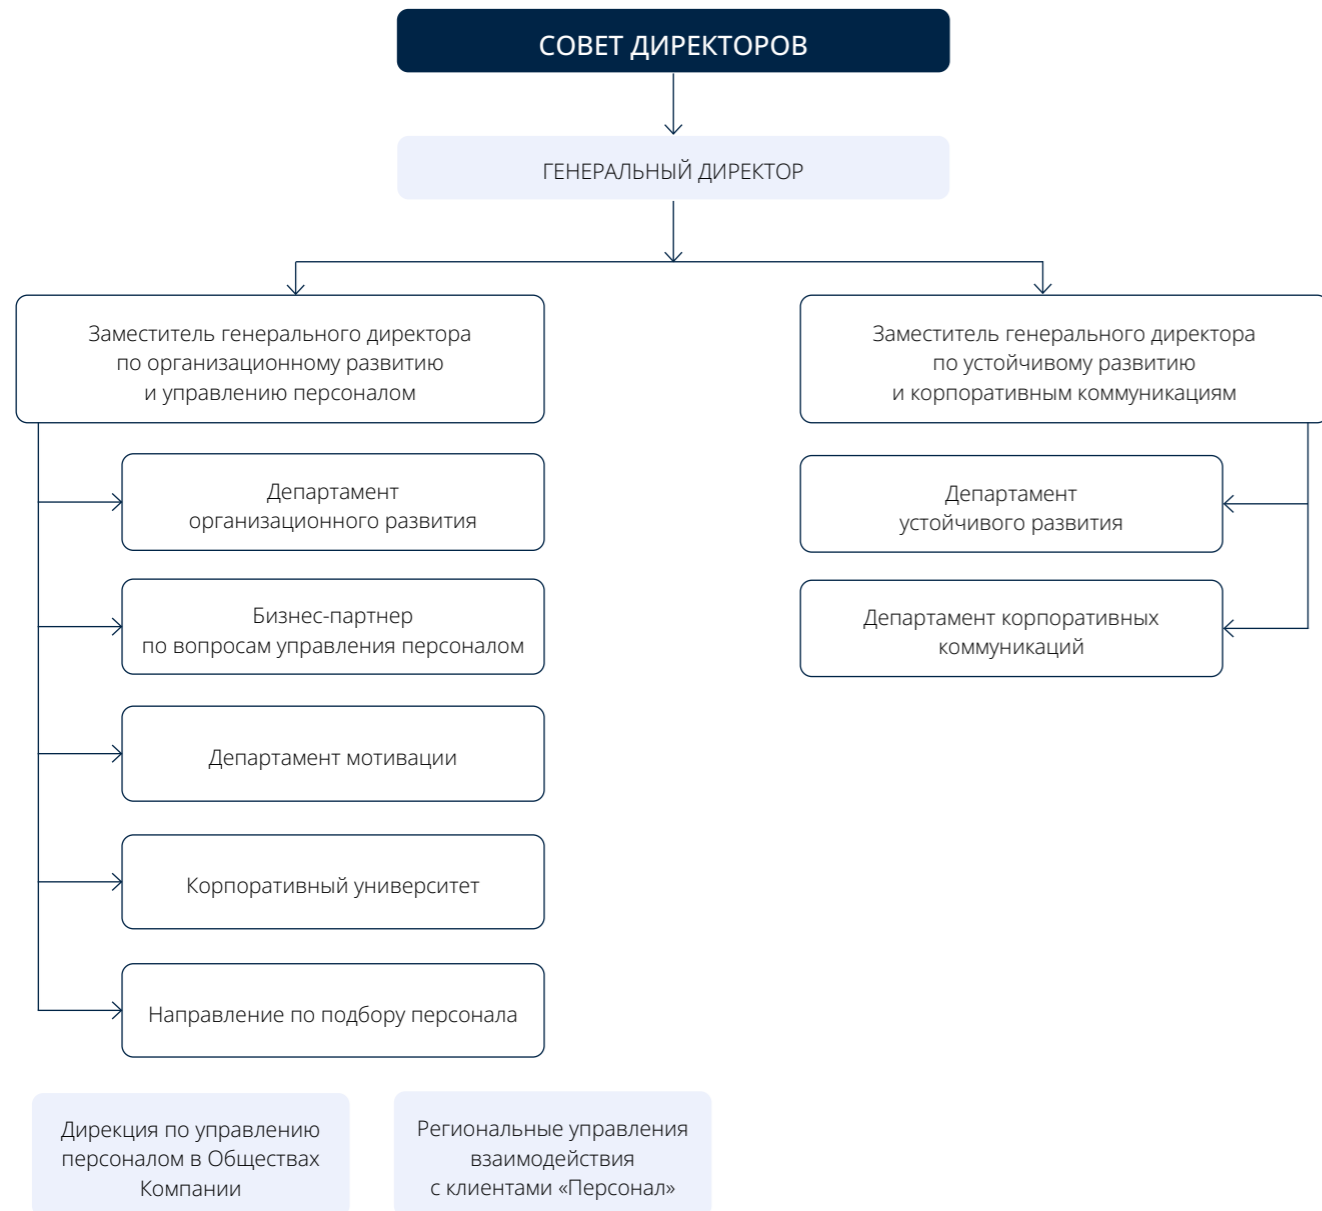 СОВЕТ ДИРЕКТОРОВ
ГЕНЕРАЛЬНЫЙ ДИРЕКТОР
Заместитель генерального директора
по организационному развитию
и управлению персоналом
Департамент
организационного развития
Бизнес-партнер
по вопросам управления персоналом
Департамент мотивации
Корпоративный университет
Направление по подбору персонала
Заместитель генерального директора
по устойчивому развитию
и корпоративным коммуникациям
Департамент
устойчивого развития
Департамент корпоративных
коммуникаций
Дирекция по управлению
персоналом в Обществах
Компании
Региональные управления
взаимодействия
с клиентами «Персонал»